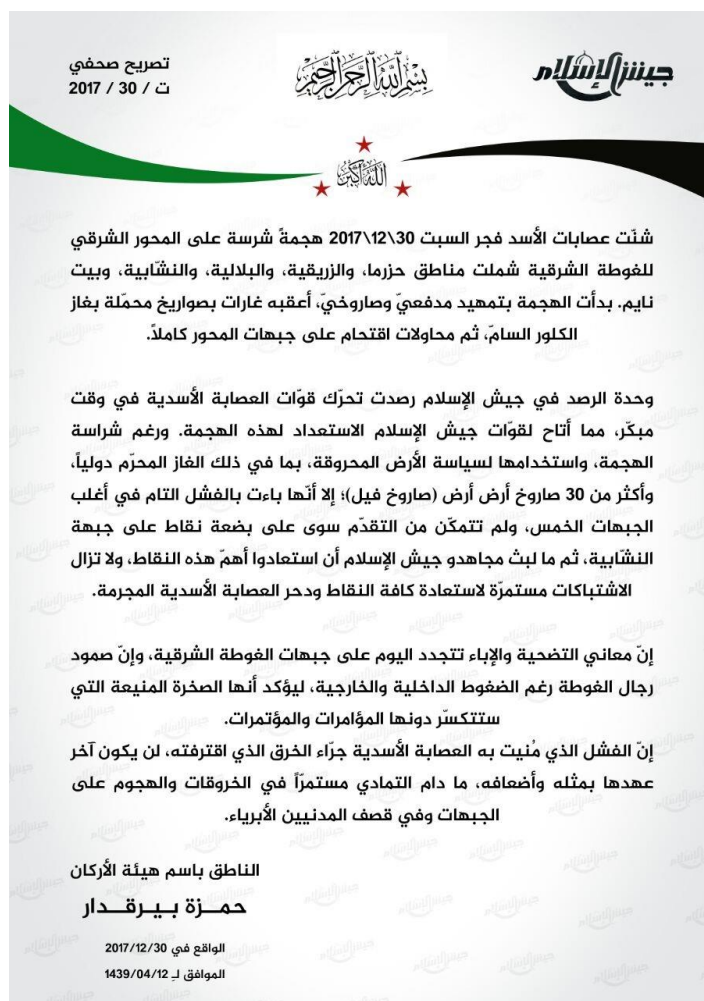 جيش الإسلام
بسم الله الرحمن الرحيم
تصريح صحفي
ت / 30 / 2017
الله أكبر
شنّت عصابات الأسد فجر السبت 30\12\2017 هجمةً شرسة على المحور الشرقي
للغوطة الشرقية شملت مناطق حزرما، والزريقية، والبلالية، والنشّابية، وبيت
نايم. بدأت الهجمة بتمهيد مدفعيّ وصاروخيّ، أعقبه غارات بصواريخ محمّلة بغاز
الكلور السامّ، ثم محاولات اقتحام على جبهات المحور كاملاً.
وحدة الرصد في جيش الإسلام رصدت تحرّك قوّات العصابة الأسدية في وقت
مبكّر، مما أتاح لقوّات جيش الإسلام الاستعداد لهذه الهجمة. ورغم شراسة
الهجمة، واستخدامها لسياسة الأرض المحروقة، بما في ذلك الغاز المحرّم دولياً،
وأكثر من 30 صاروخ أرض أرض (صاروخ فيل)؛ إلا أنّها باءت بالفشل التام في أغلب
الجبهات الخمس، ولم تتمكّن من التقدّم سوى على بضعة نقاط على جبهة
النشّابية، ثم ما لبث مجاهدو جيش الإسلام أن استعادوا أهمّ هذه النقاط، ولا تزال
الاشتباكات مستمرّة لاستعادة كافة النقاط ودحر العصابة الأسدية المجرمة.
إنّ معاني التضحية والإباء تتجدد اليوم على جبهات الغوطة الشرقية، وإنّ صمود
رجال الغوطة رغم الضغوط الداخلية والخارجية، ليؤكد أنها الصخرة المنيعة التي
ستتكسّر دونها المؤامرات والمؤتمرات.
إنّ الفشل الذي مُنيت به العصابة الأسدية جرّاء الخرق الذي اقترفته، لن يكون آخر
عهدها بمثله وأضعافه، ما دام التمادي مستمرّاً في الخروقات والهجوم على
الجبهات وفي قصف المدنيين الأبرياء.
الناطق باسم هيئة الأركان
حمـزة بـيـرقـدار
الواقع في 2017/12/30
الموافق لـِ 1439/04/12